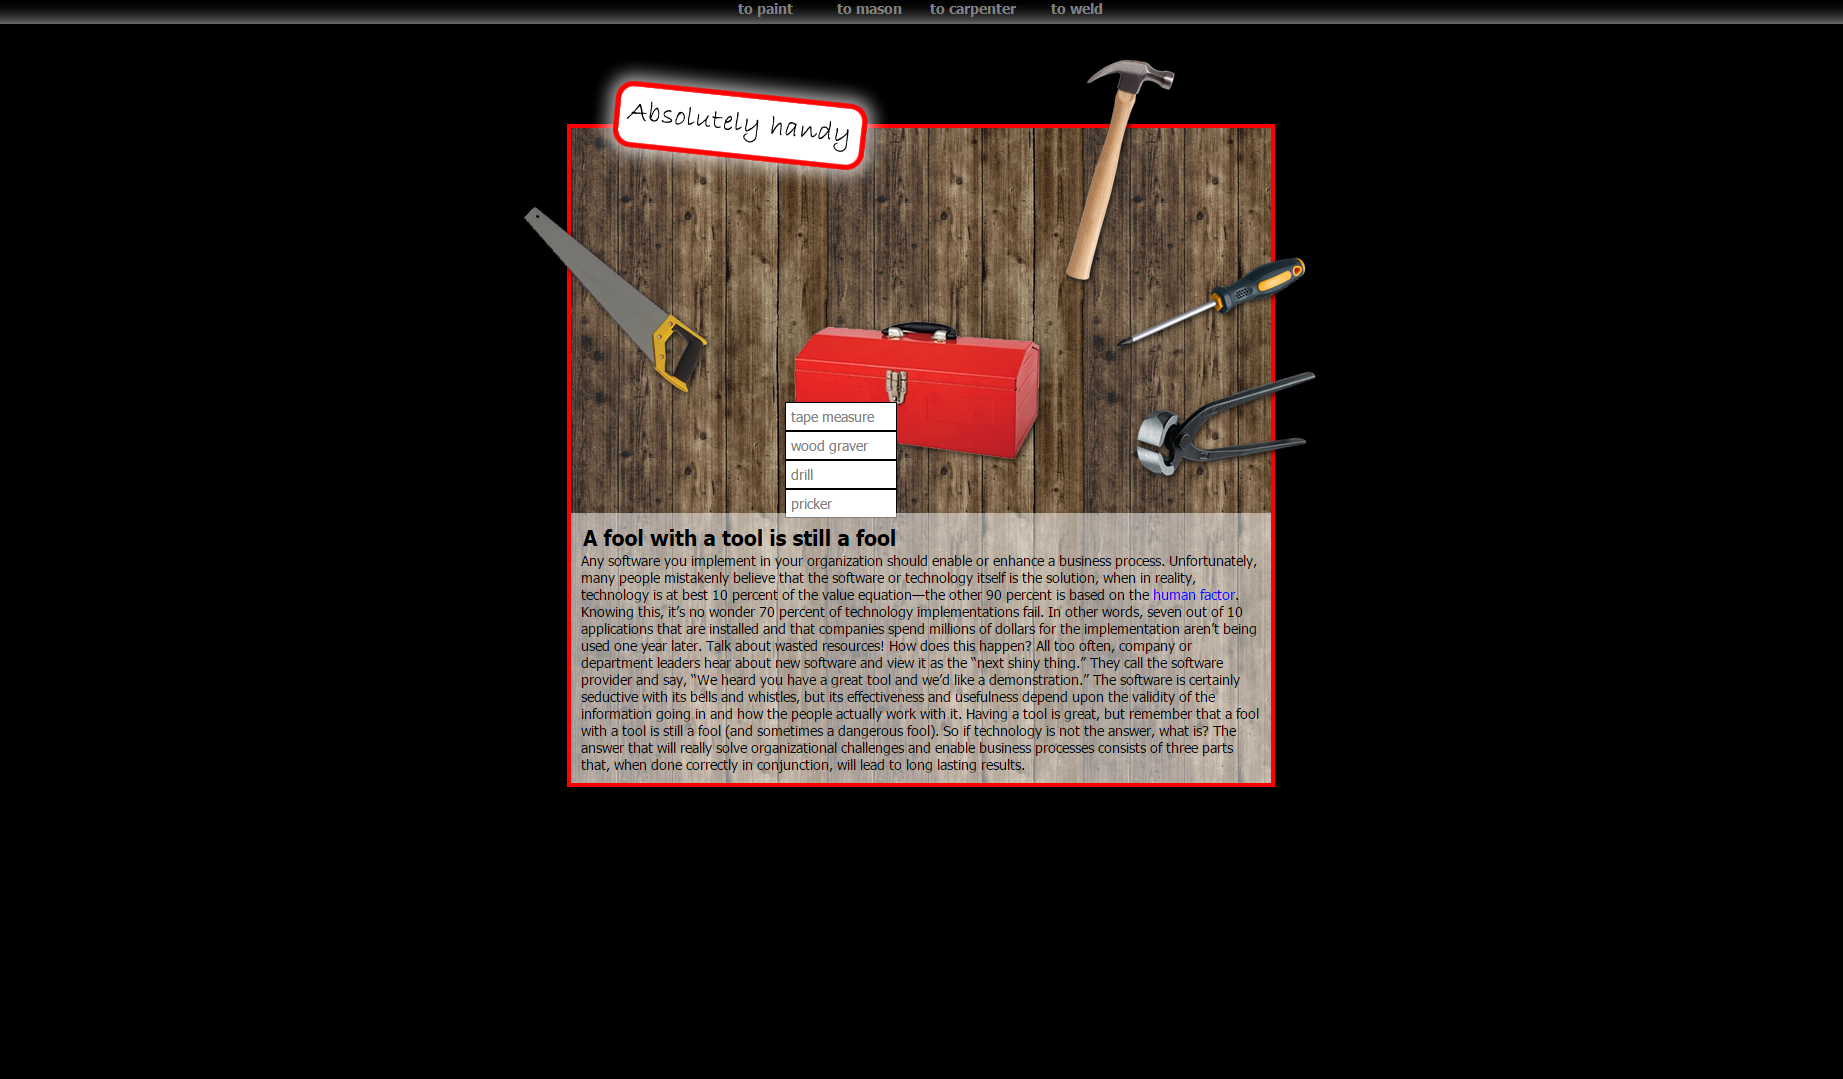 to paint to mason to carpenter to weld
Absolutely handy
tape measure
wood graver
drill
pricker
A fool with a tool is still a fool
Any software you implement in your organization should enable or enhance a business process. Unfortunately,
many people mistakenly believe that the software or technology itself is the solution, when in reality,
technology is at best 10 percent of the value equation—the other 90 percent is based on the human factor.
Knowing this, it’s no wonder 70 percent of technology implementations fail. In other words, seven out of 10
applications that are installed and that companies spend millions of dollars for the implementation aren’t being
used one year later. Talk about wasted resources! How does this happen? All too often, company or
department leaders hear about new software and view it as the “next shiny thing.” They call the software
provider and say, “We heard you have a great tool and we’d like a demonstration.” The software is certainly
seductive with its bells and whistles, but its effectiveness and usefulness depend upon the validity of the
information going in and how the people actually work with it. Having a tool is great, but remember that a fool
with a tool is still a fool (and sometimes a dangerous fool). So if technology is not the answer, what is? The
answer that will really solve organizational challenges and enable business processes consists of three parts
that, when done correctly in conjunction, will lead to long lasting results.